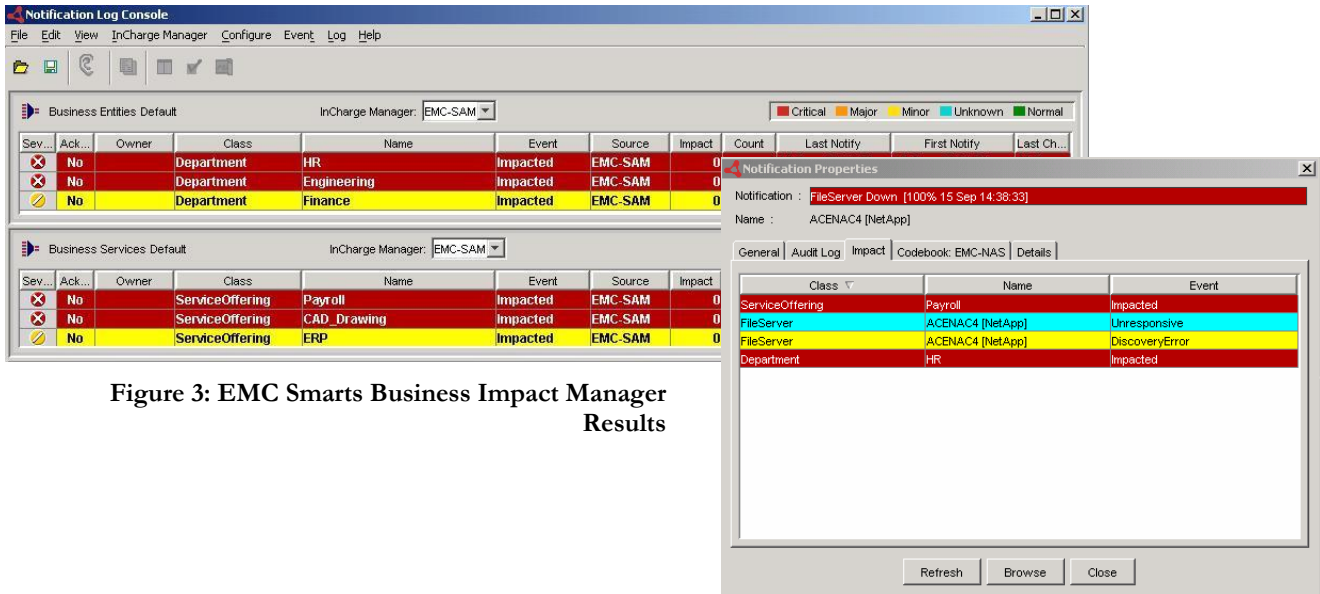 Notification Log Console
File Edit View InCharge Manager Configure Event Log Help
Business Entities Default InCharge Manager: EMC-SAM Critical Major Minor Unknown Normal
Sev... Ack... Owner Class Name Event Source Impact Count Last Notify First Notify Last Ch...
No Department HR Impacted EMC-SAM 0
No Department Engineering Impacted EMC-SAM 0
No Department Finance Impacted EMC-SAM 0
Business Services Default InCharge Manager: EMC-SAM
Sev... Ack... Owner Class Name Event Source Impact
No ServiceOffering Payroll Impacted EMC-SAM 0
No ServiceOffering CAD_Drawing Impacted EMC-SAM 0
No ServiceOffering ERP Impacted EMC-SAM 0
Notification Properties
Notification : FileServer Down [100% 15 Sep 14:38:33]
Name : ACENAC4 [NetApp]
General Audit Log Impact Codebook: EMC-NAS Details
Class Name Event
ServiceOffering Payroll Impacted
FileServer ACENAC4 [NetApp] Unresponsive
FileServer ACENAC4 [NetApp] DiscoveryError
Department HR Impacted
Refresh Browse Close
Figure 3: EMC Smarts Business Impact Manager
Results